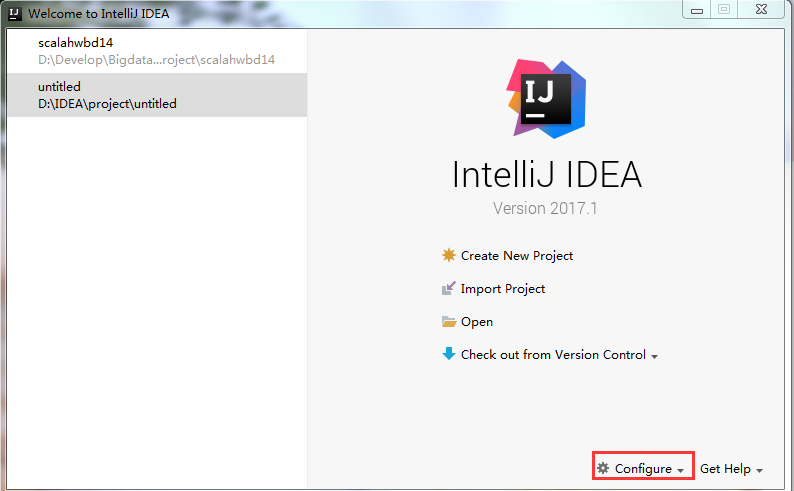 Welcome to IntelliJ IDEA
scalahwbd14
D:\Develop\Bigdata...roject\scalahwbd14
untitled
D:\IDEA\project\untitled
IJ
IntelliJ IDEA
Version 2017.1
Create New Project
Import Project
Open
Check out from Version Control
Configure
Get Help